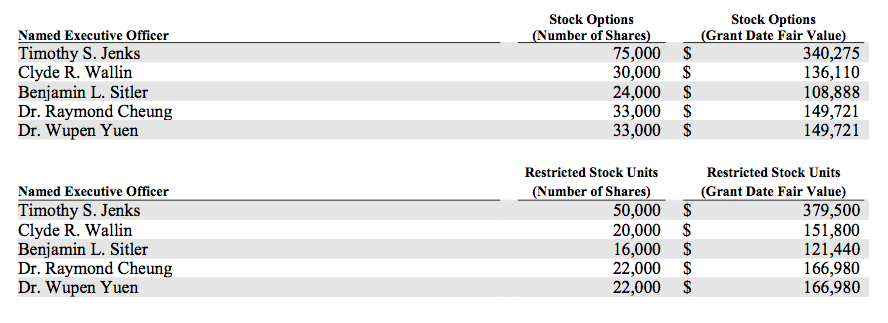 Stock Options Stock Options
Named Executive Officer (Number of Shares) (Grant Date Fair Value)
Timothy S. Jenks 75,000 $ 340,275
Clyde R. Wallin 30,000 $ 136,110
Benjamin L. Sitler 24,000 $ 108,888
Dr. Raymond Cheung 33,000 $ 149,721
Dr. Wupen Yuen 33,000 $ 149,721
Restricted Stock Units Restricted Stock Units
Named Executive Officer (Number of Shares) (Grant Date Fair Value)
Timothy S. Jenks 50,000 $ 379,500
Clyde R. Wallin 20,000 $ 151,800
Benjamin L. Sitler 16,000 $ 121,440
Dr. Raymond Cheung 22,000 $ 166,980
Dr. Wupen Yuen 22,000 $ 166,980